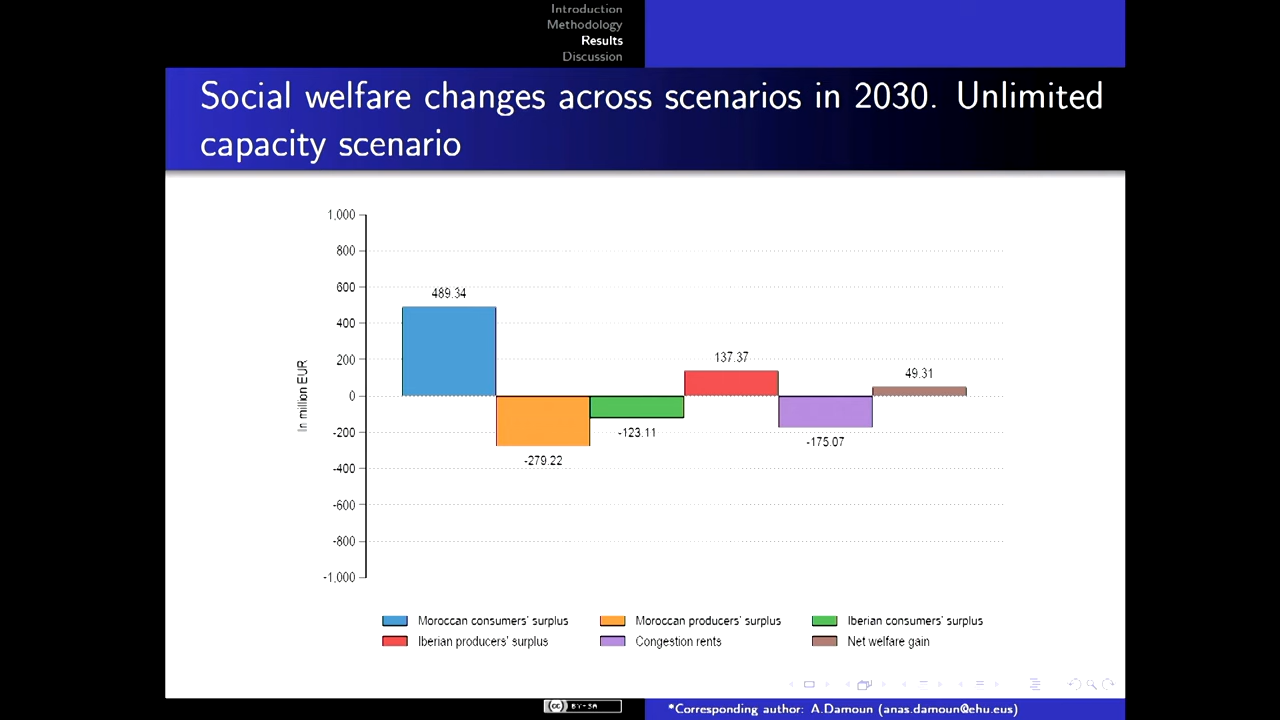 Introduction
Methodology
Results
Discussion
Social welfare changes across scenarios in 2030. Unlimited
capacity scenario
1,000
800
600
400
200
0
-200
-400
-600
-800
-1,000
In million EUR
489.34
-279.22
-123.11
137.37
-175.07
49.31
Moroccan consumers' surplus
Moroccan producers' surplus
Iberian consumers' surplus
Iberian producers' surplus
Congestion rents
Net welfare gain
cc BY-SA
*Corresponding author: A.Damoun (anas.damoun@ehu.eus)